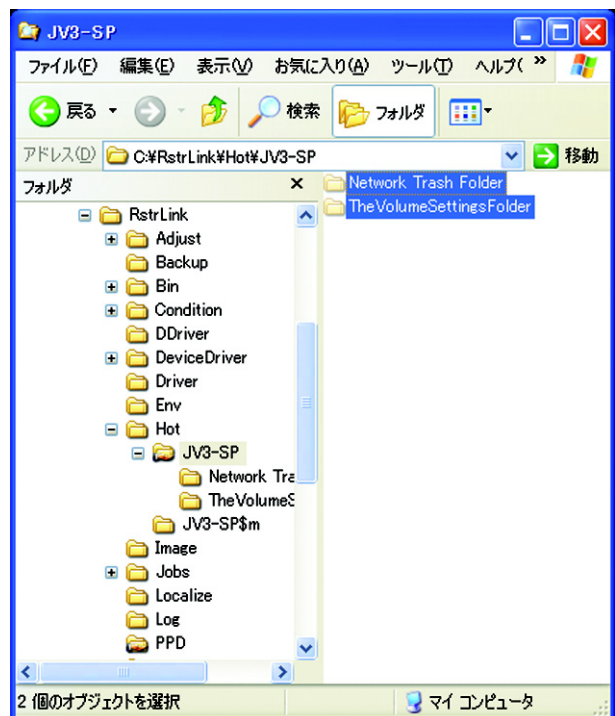 JV3-SP
ファイル(F) 編集(E) 表示(V) お気に入り(A) ツール(T) ヘルプ( »
戻る 検索 フォルダ
アドレス(D) C:¥RstrLink¥Hot¥JV3-SP 移動
フォルダ ×
RstrLink
Adjust
Backup
Bin
Condition
DDriver
DeviceDriver
Driver
Env
Hot
JV3-SP
Network Tra
TheVolumeS
JV3-SP$m
Image
Jobs
Localize
Log
PPD
Network Trash Folder
TheVolumeSettingsFolder
2 個のオブジェクトを選択 マイ コンピュータ